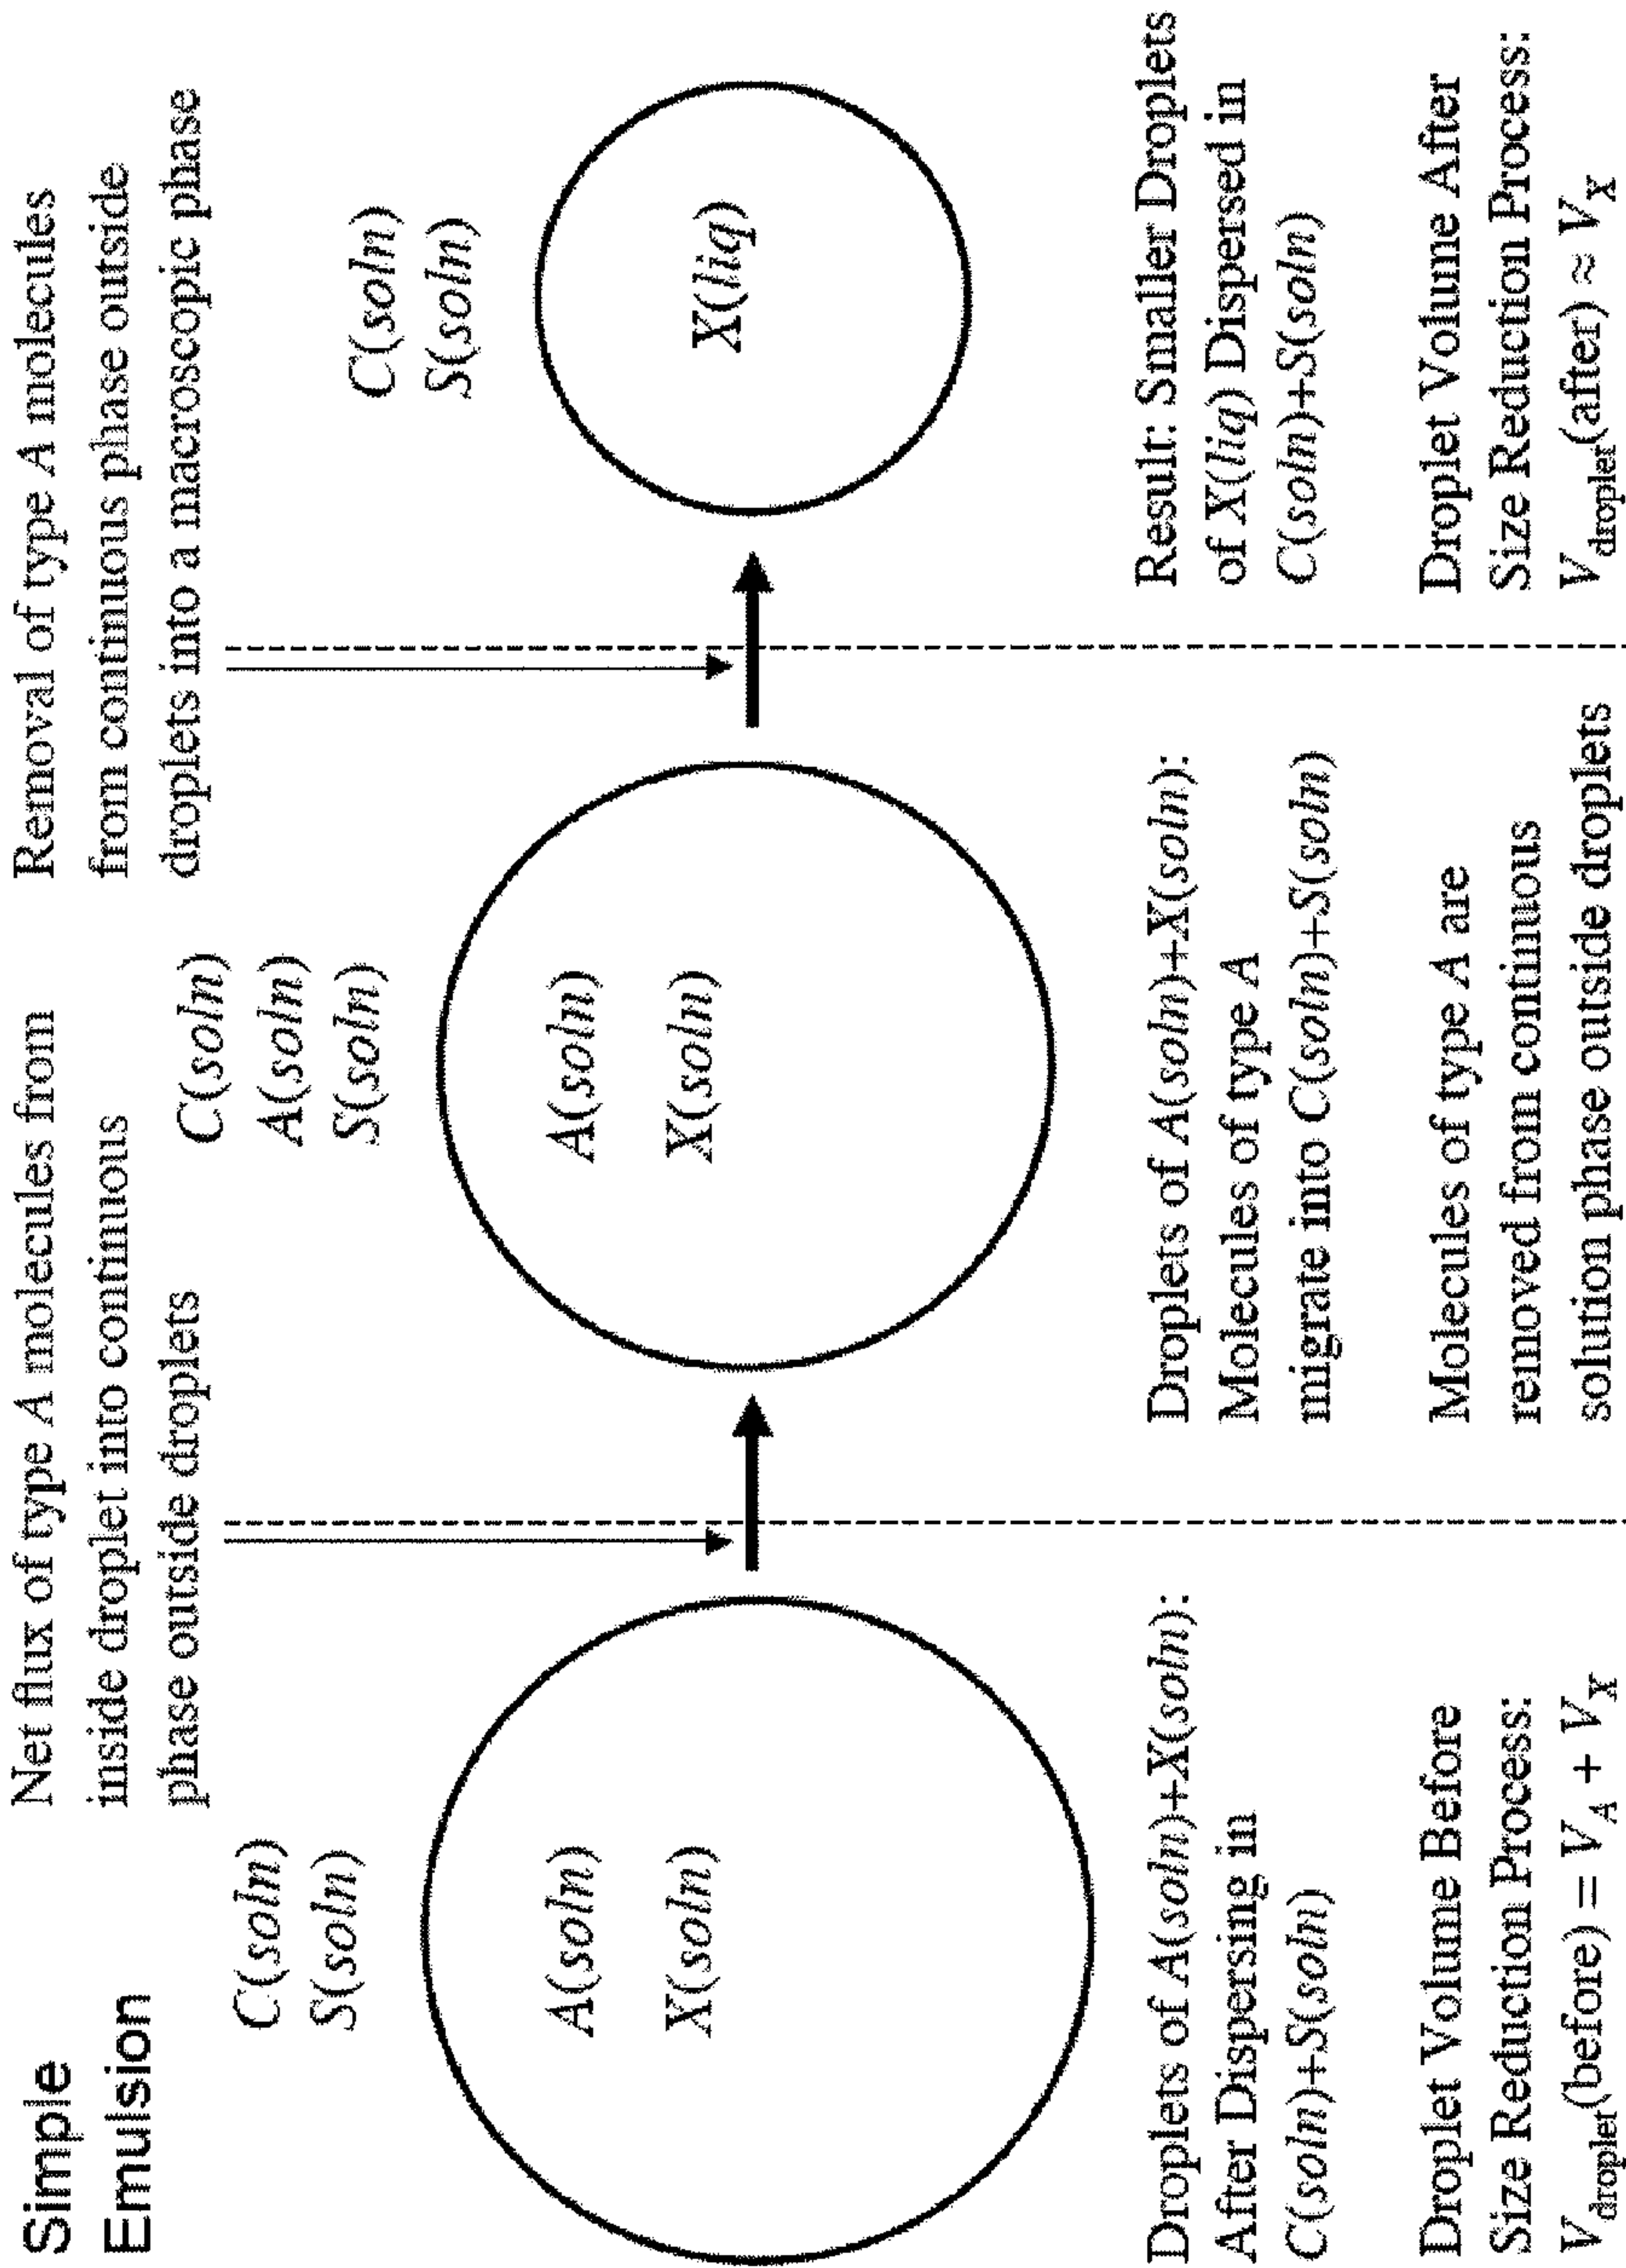 Simple
Emulsion
Net flux of type A molecules from
inside droplet into continuous
phase outside droplets
Removal of type A molecules
from continuous phase outside
droplets into a macroscopic phase
C(soln)
S(soln)
A(soln)
X(soln)
C(soln)
A(soln)
S(soln)
A(soln)
X(soln)
C(soln)
S(soln)
X(liq)
Droplets of A(soln)+X(soln):
After Dispersing in
C(soln)+S(soln)
Droplet Volume Before
Size Reduction Process:
V_droplet(before) = V_A + V_X
Droplets of A(soln)+X(soln):
Molecules of type A
migrate into C(soln)+S(soln)
Molecules of type A are
removed from continuous
solution phase outside droplets
Result: Smaller Droplets
of X(liq) Dispersed in
C(soln)+S(soln)
Droplet Volume After
Size Reduction Process:
V_droplet(after) ≈ V_X